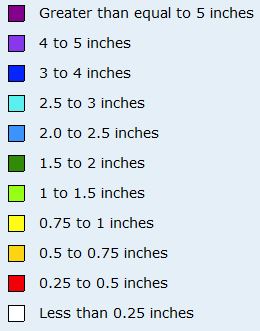 Greater than equal to 5 inches
4 to 5 inches
3 to 4 inches
2.5 to 3 inches
2.0 to 2.5 inches
1.5 to 2 inches
1 to 1.5 inches
0.75 to 1 inches
0.5 to 0.75 inches
0.25 to 0.5 inches
Less than 0.25 inches